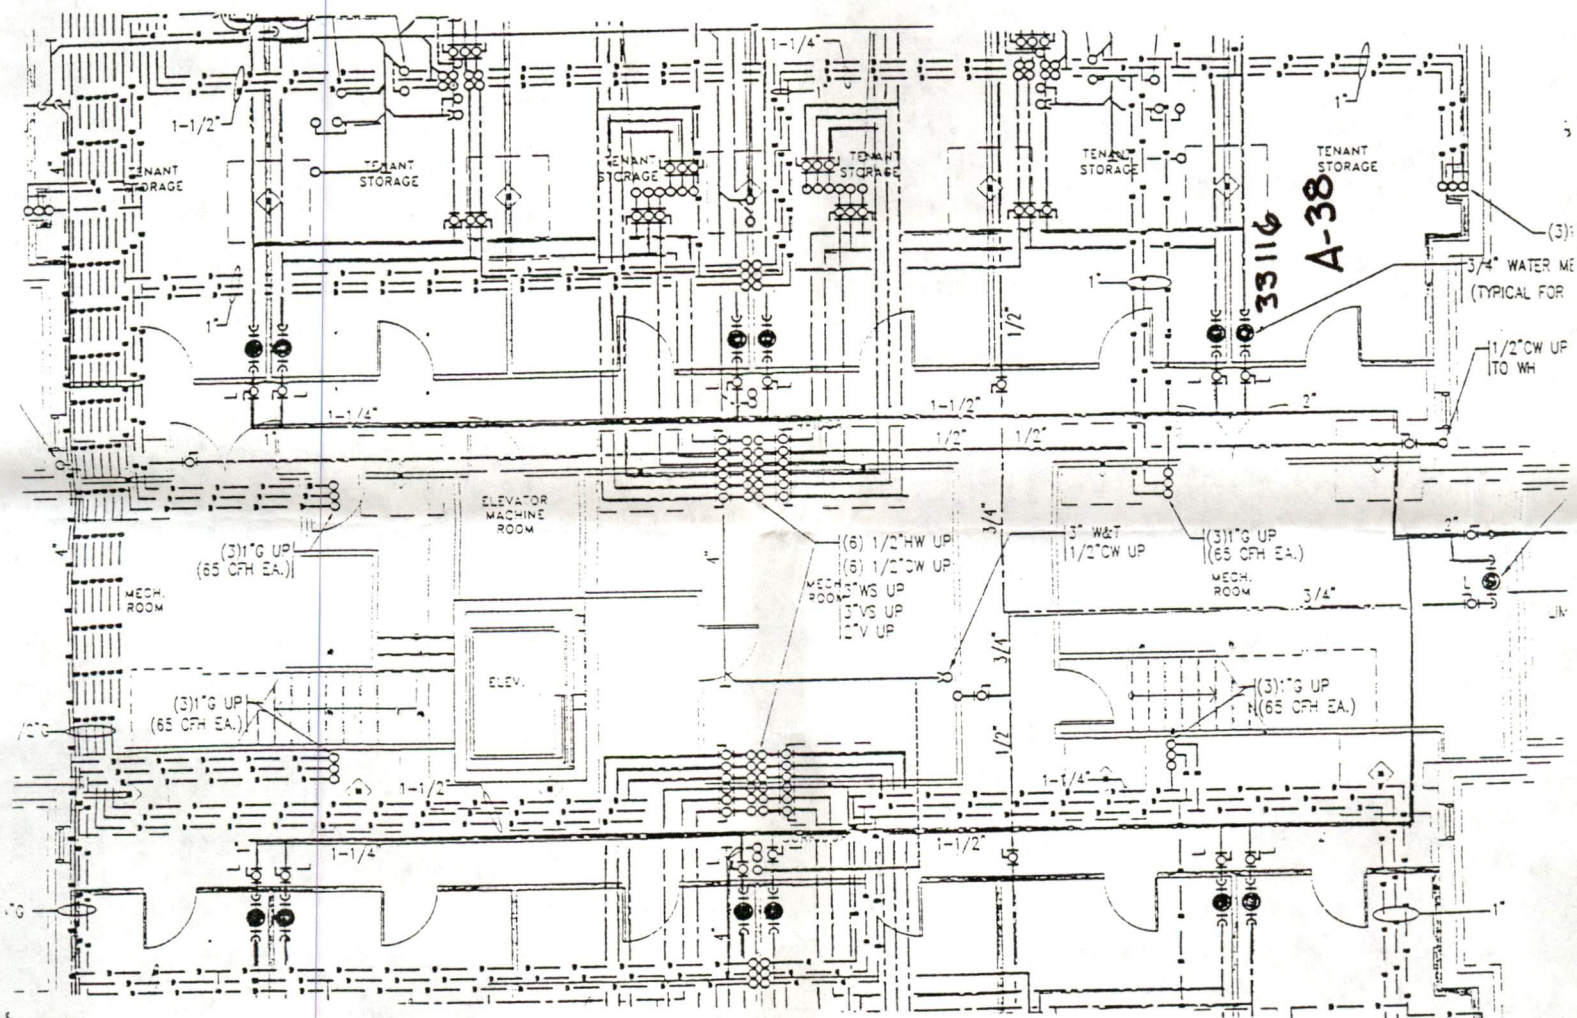 1-1/4"
1"
1"
1-1/2"
4"
TENANT
STORAGE
TENANT
STORAGE
TENANT
STORAGE
TENANT
STORAGE
TENANT
STORAGE
TENANT
STORAGE
33116
A-38
(3)1
3/4" WATER ME
(TYPICAL FOR
1"
1"
1/2"
1/2"CW UP
TO WH
1-1/4"
1-1/2"
2"
1/2"
1/2"
ELEVATOR
MACHINE
ROOM
4"
(3)1"G UP
(65 CFH EA.)
MECH.
ROOM
4"
(6) 1/2"HW UP
(6) 1/2"CW UP
3"WS UP
3"VS UP
2"V UP
MECH.
ROOM
3/4"
3" W&T
1/2"CW UP
(3)1"G UP
(65 CFH EA.)
MECH.
ROOM
2"
3/4"
3/4"
ELEV.
(3)1"G UP
(65 CFH EA.)
(3)1"G UP
(65 CFH EA.)
1/2"
1-1/2"
1-1/4"
1-1/4"
1-1/2"
2"
4"
"G
1"